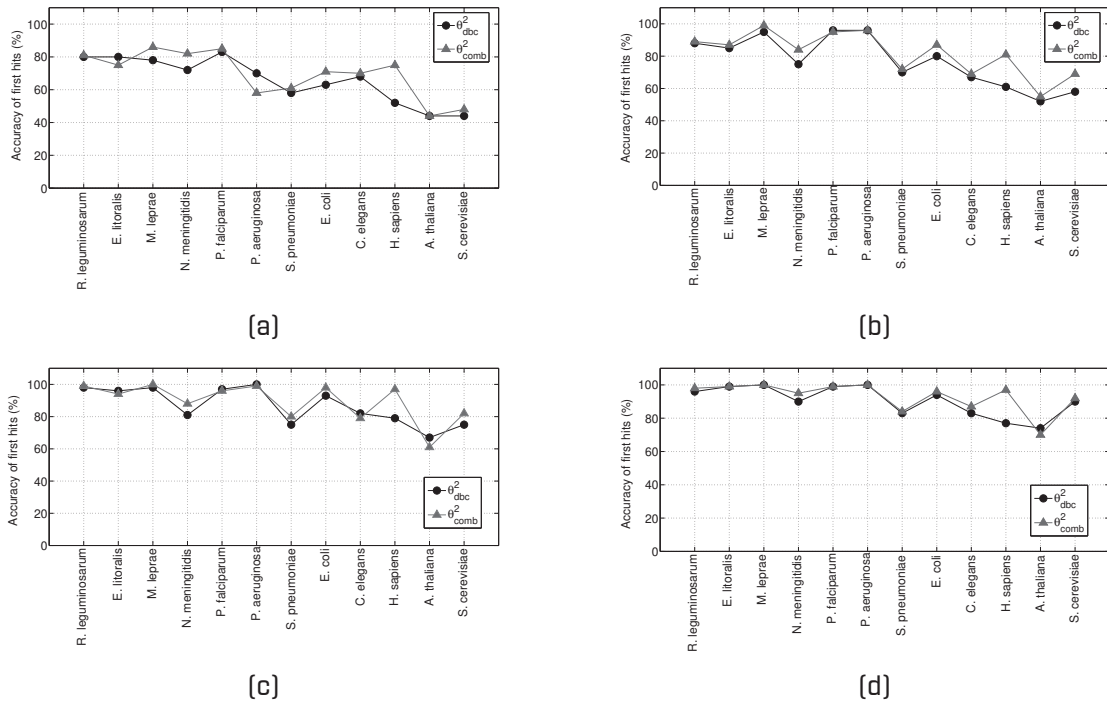 Accuracy of first hits (%)
100
80
60
40
20
0
θ²dbc
θ²comb
R. leguminosarum
E. litoralis
M. leprae
N. meningitidis
P. falciparum
P. aeruginosa
S. pneumoniae
E. coli
C. elegans
H. sapiens
A. thaliana
S. cerevisiae
(a)
Accuracy of first hits (%)
100
80
60
40
20
0
θ²dbc
θ²comb
R. leguminosarum
E. litoralis
M. leprae
N. meningitidis
P. falciparum
P. aeruginosa
S. pneumoniae
E. coli
C. elegans
H. sapiens
A. thaliana
S. cerevisiae
(b)
Accuracy of first hits (%)
100
80
60
40
20
0
θ²dbc
θ²comb
R. leguminosarum
E. litoralis
M. leprae
N. meningitidis
P. falciparum
P. aeruginosa
S. pneumoniae
E. coli
C. elegans
H. sapiens
A. thaliana
S. cerevisiae
(c)
Accuracy of first hits (%)
100
80
60
40
20
0
θ²dbc
θ²comb
R. leguminosarum
E. litoralis
M. leprae
N. meningitidis
P. falciparum
P. aeruginosa
S. pneumoniae
E. coli
C. elegans
H. sapiens
A. thaliana
S. cerevisiae
(d)